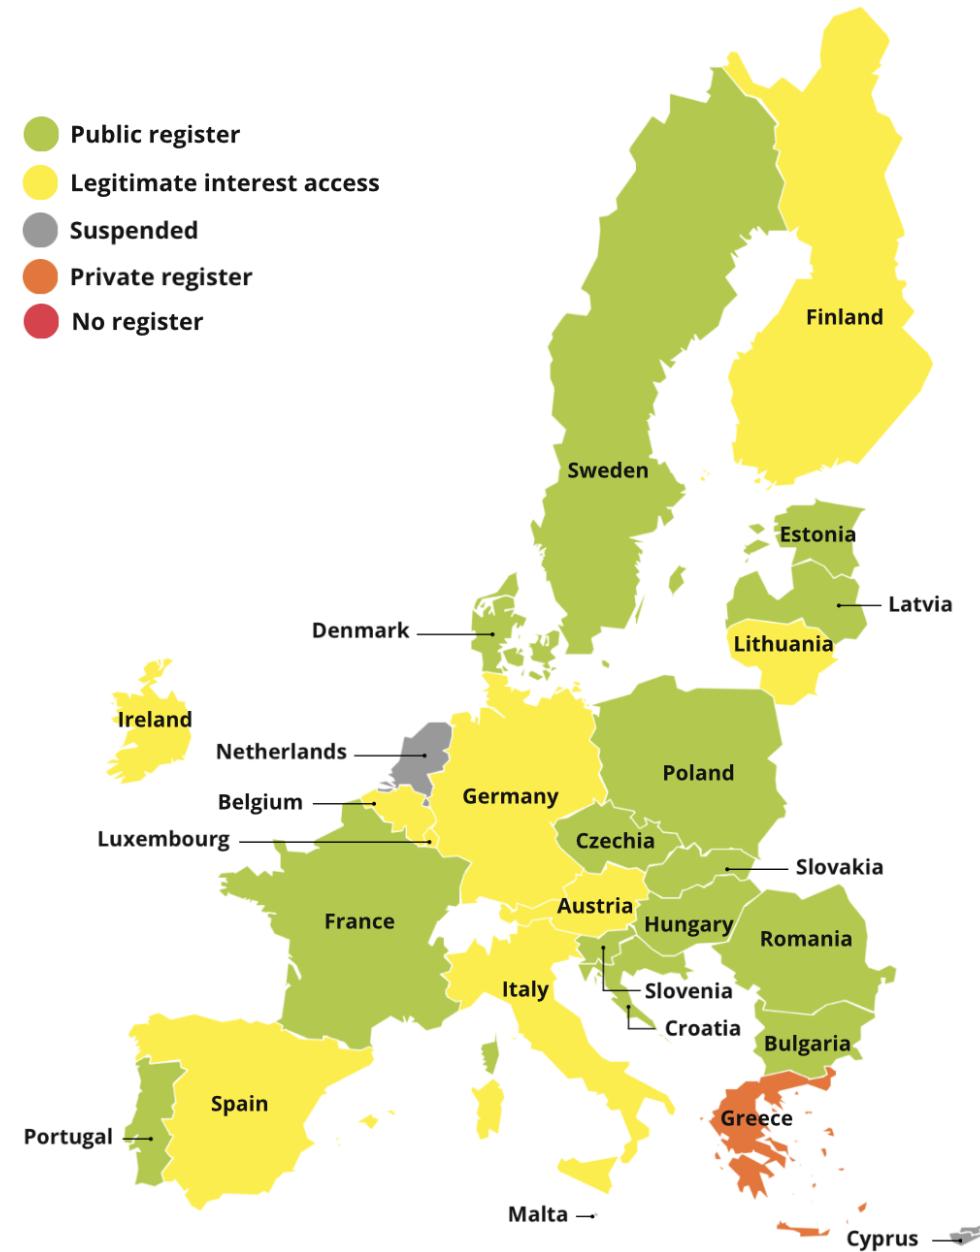 Public register
Legitimate interest access
Suspended
Private register
No register
Finland
Sweden
Estonia
Latvia
Denmark
Lithuania
Ireland
Netherlands
Poland
Germany
Belgium
Luxembourg
Czechia
Slovakia
Austria
France
Hungary
Romania
Italy
Slovenia
Croatia
Bulgaria
Spain
Greece
Portugal
Malta
Cyprus